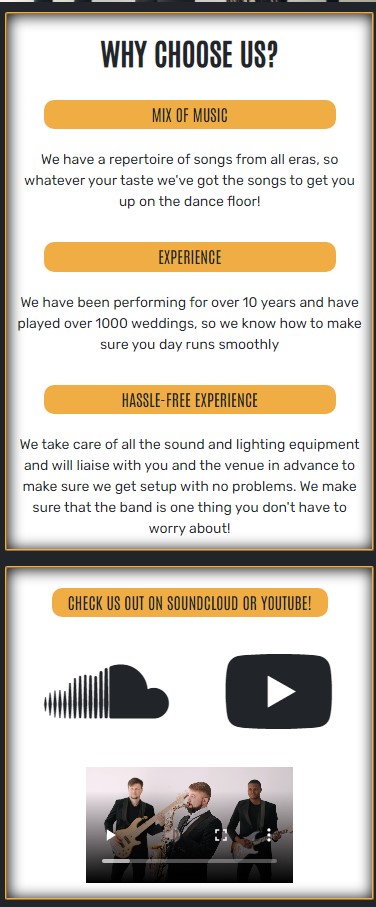 WHY CHOOSE US?
MIX OF MUSIC
We have a repertoire of songs from all eras, so
whatever your taste we've got the songs to get you
up on the dance floor!
EXPERIENCE
We have been performing for over 10 years and have
played over 1000 weddings, so we know how to make
sure you day runs smoothly
HASSLE-FREE EXPERIENCE
We take care of all the sound and lighting equipment
and will liaise with you and the venue in advance to
make sure we get setup with no problems. We make
sure that the band is one thing you don't have to
worry about!
CHECK US OUT ON SOUNDCLOUD OR YOUTUBE!